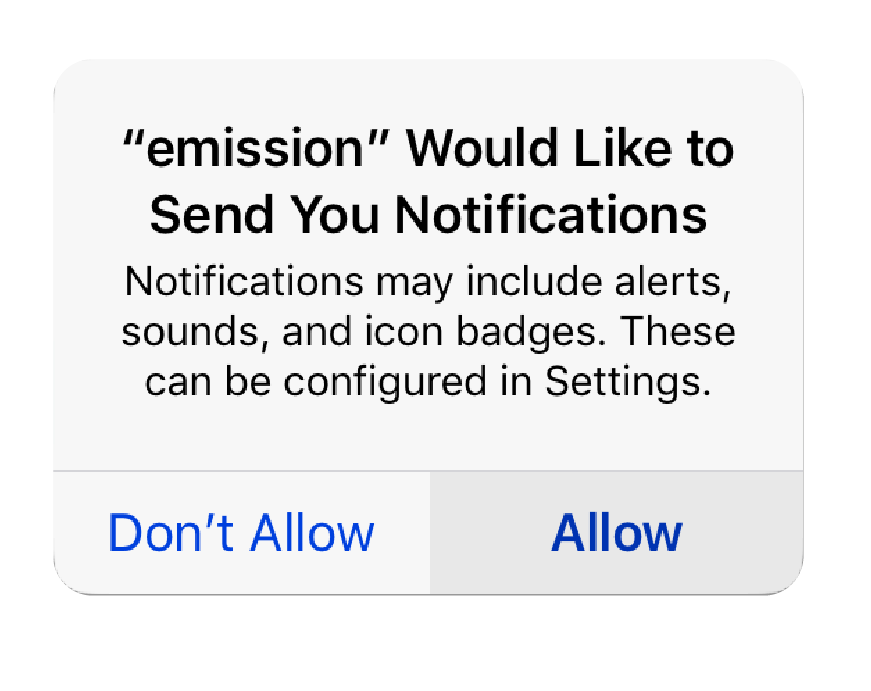 “emission” Would Like to
Send You Notifications
Notifications may include alerts,
sounds, and icon badges. These
can be configured in Settings.
Don’t Allow
Allow